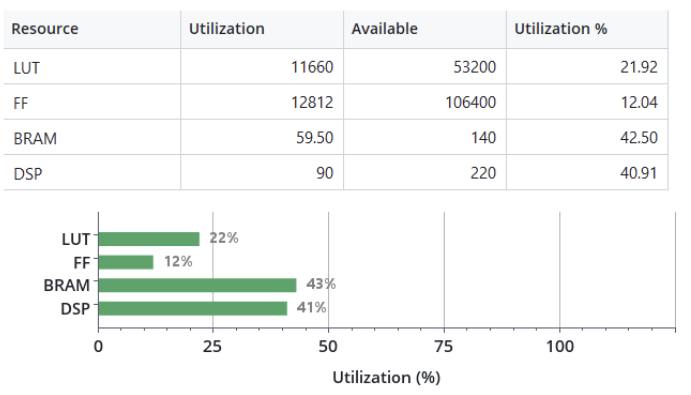 Resource Utilization Available Utilization %
LUT 11660 53200 21.92
FF 12812 106400 12.04
BRAM 59.50 140 42.50
DSP 90 220 40.91
LUT 22%
FF 12%
BRAM 43%
DSP 41%
0 25 50 75 100
Utilization (%)